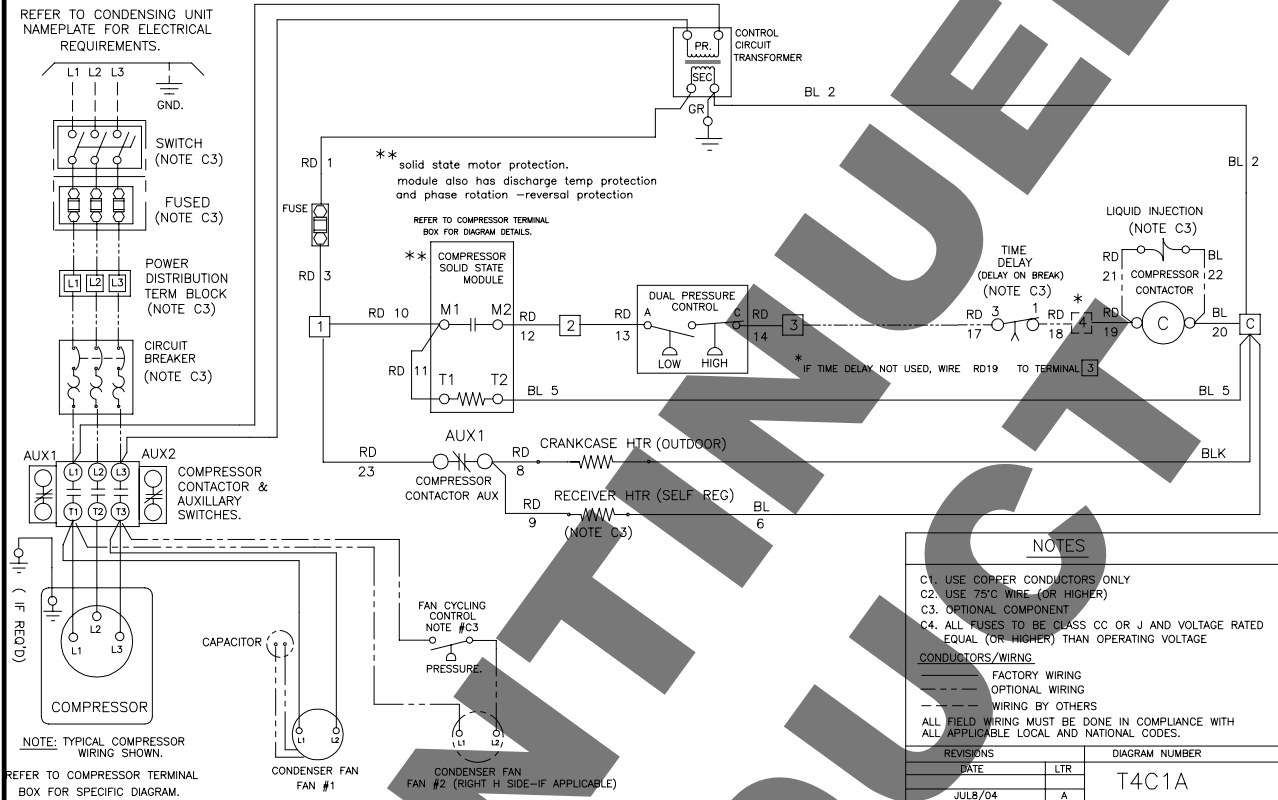 REFER TO CONDENSING UNIT
NAMEPLATE FOR ELECTRICAL
REQUIREMENTS.
L1 L2 L3
GND.
SWITCH
(NOTE C3)
FUSED
(NOTE C3)
POWER
DISTRIBUTION
TERM BLOCK
(NOTE C3)
L1 L2 L3
CIRCUIT
BREAKER
(NOTE C3)
AUX1
AUX2
L1 L2 L3
T1 T2 T3
COMPRESSOR
CONTACTOR &
AUXILLARY
SWITCHES.
( IF REQ'D)
L1 L2 L3
COMPRESSOR
NOTE: TYPICAL COMPRESSOR
WIRING SHOWN.
REFER TO COMPRESSOR TERMINAL
BOX FOR SPECIFIC DIAGRAM.
CAPACITOR
L1 L2
CONDENSER FAN
FAN #1
FAN CYCLING
CONTROL
NOTE #C3
PRESSURE.
L1 L2
CONDENSER FAN
FAN #2 (RIGHT H SIDE-IF APPLICABLE)
PR.
SEC
GR
CONTROL
CIRCUIT
TRANSFORMER
BL 2
BL 2
RD 1
FUSE
RD 3
1
** solid state motor protection.
module also has discharge temp protection
and phase rotation -reversal protection
REFER TO COMPRESSOR TERMINAL
BOX FOR DIAGRAM DETAILS.
** COMPRESSOR
SOLID STATE
MODULE
RD 10
M1 M2
RD 11
T1 T2
RD
12
2
RD
13
DUAL PRESSURE
CONTROL
A C
LOW HIGH
RD
14
3
TIME
DELAY
(DELAY ON BREAK)
(NOTE C3)
RD 3 1 RD
17 18
*
4
RD
19
LIQUID INJECTION
(NOTE C3)
RD
21
BL
22
COMPRESSOR
CONTACTOR
C
BL
20
C
* IF TIME DELAY NOT USED, WIRE RD19 TO TERMINAL 3
BL 5
BL 5
RD
23
AUX1
COMPRESSOR
CONTACTOR AUX
RD
8
CRANKCASE HTR (OUTDOOR)
BLK
RD
9
RECEIVER HTR (SELF REG)
(NOTE C3)
BL
6
NOTES
C1. USE COPPER CONDUCTORS ONLY
C2. USE 75°C WIRE (OR HIGHER)
C3. OPTIONAL COMPONENT
C4. ALL FUSES TO BE CLASS CC OR J AND VOLTAGE RATED
EQUAL (OR HIGHER) THAN OPERATING VOLTAGE
CONDUCTORS/WIRNG
FACTORY WIRING
OPTIONAL WIRING
WIRING BY OTHERS
ALL FIELD WIRING MUST BE DONE IN COMPLIANCE WITH
ALL APPLICABLE LOCAL AND NATIONAL CODES.
REVISIONS
DIAGRAM NUMBER
DATE LTR
T4C1A
JUL8/04 A